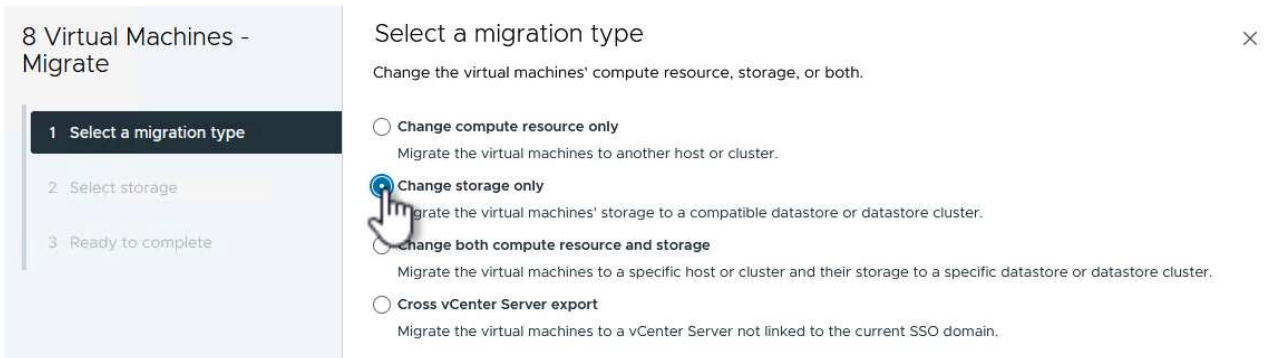 8 Virtual Machines -
Migrate
1 Select a migration type
2 Select storage
3 Ready to complete
Select a migration type
Change the virtual machines' compute resource, storage, or both.
Change compute resource only
Migrate the virtual machines to another host or cluster.
Change storage only
grate the virtual machines' storage to a compatible datastore or datastore cluster.
Change both compute resource and storage
Migrate the virtual machines to a specific host or cluster and their storage to a specific datastore or datastore cluster.
Cross vCenter Server export
Migrate the virtual machines to a vCenter Server not linked to the current SSO domain.